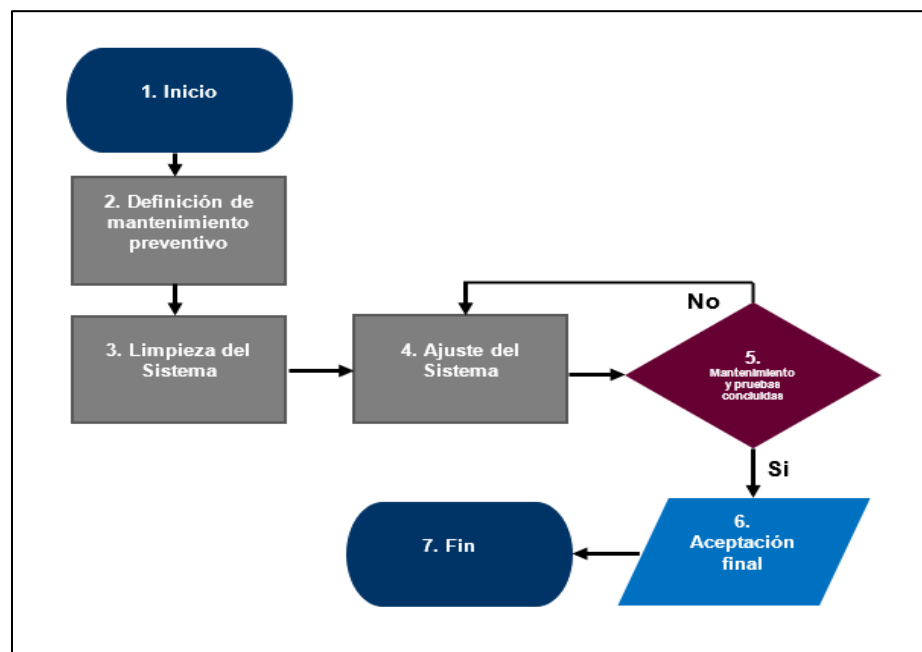 1. Inicio
2. Definición de
mantenimiento
preventivo
3. Limpieza del
Sistema
4. Ajuste del
Sistema
No
5.
Mantenimiento
y pruebas
concluidas
Si
6.
Aceptación
final
7. Fin